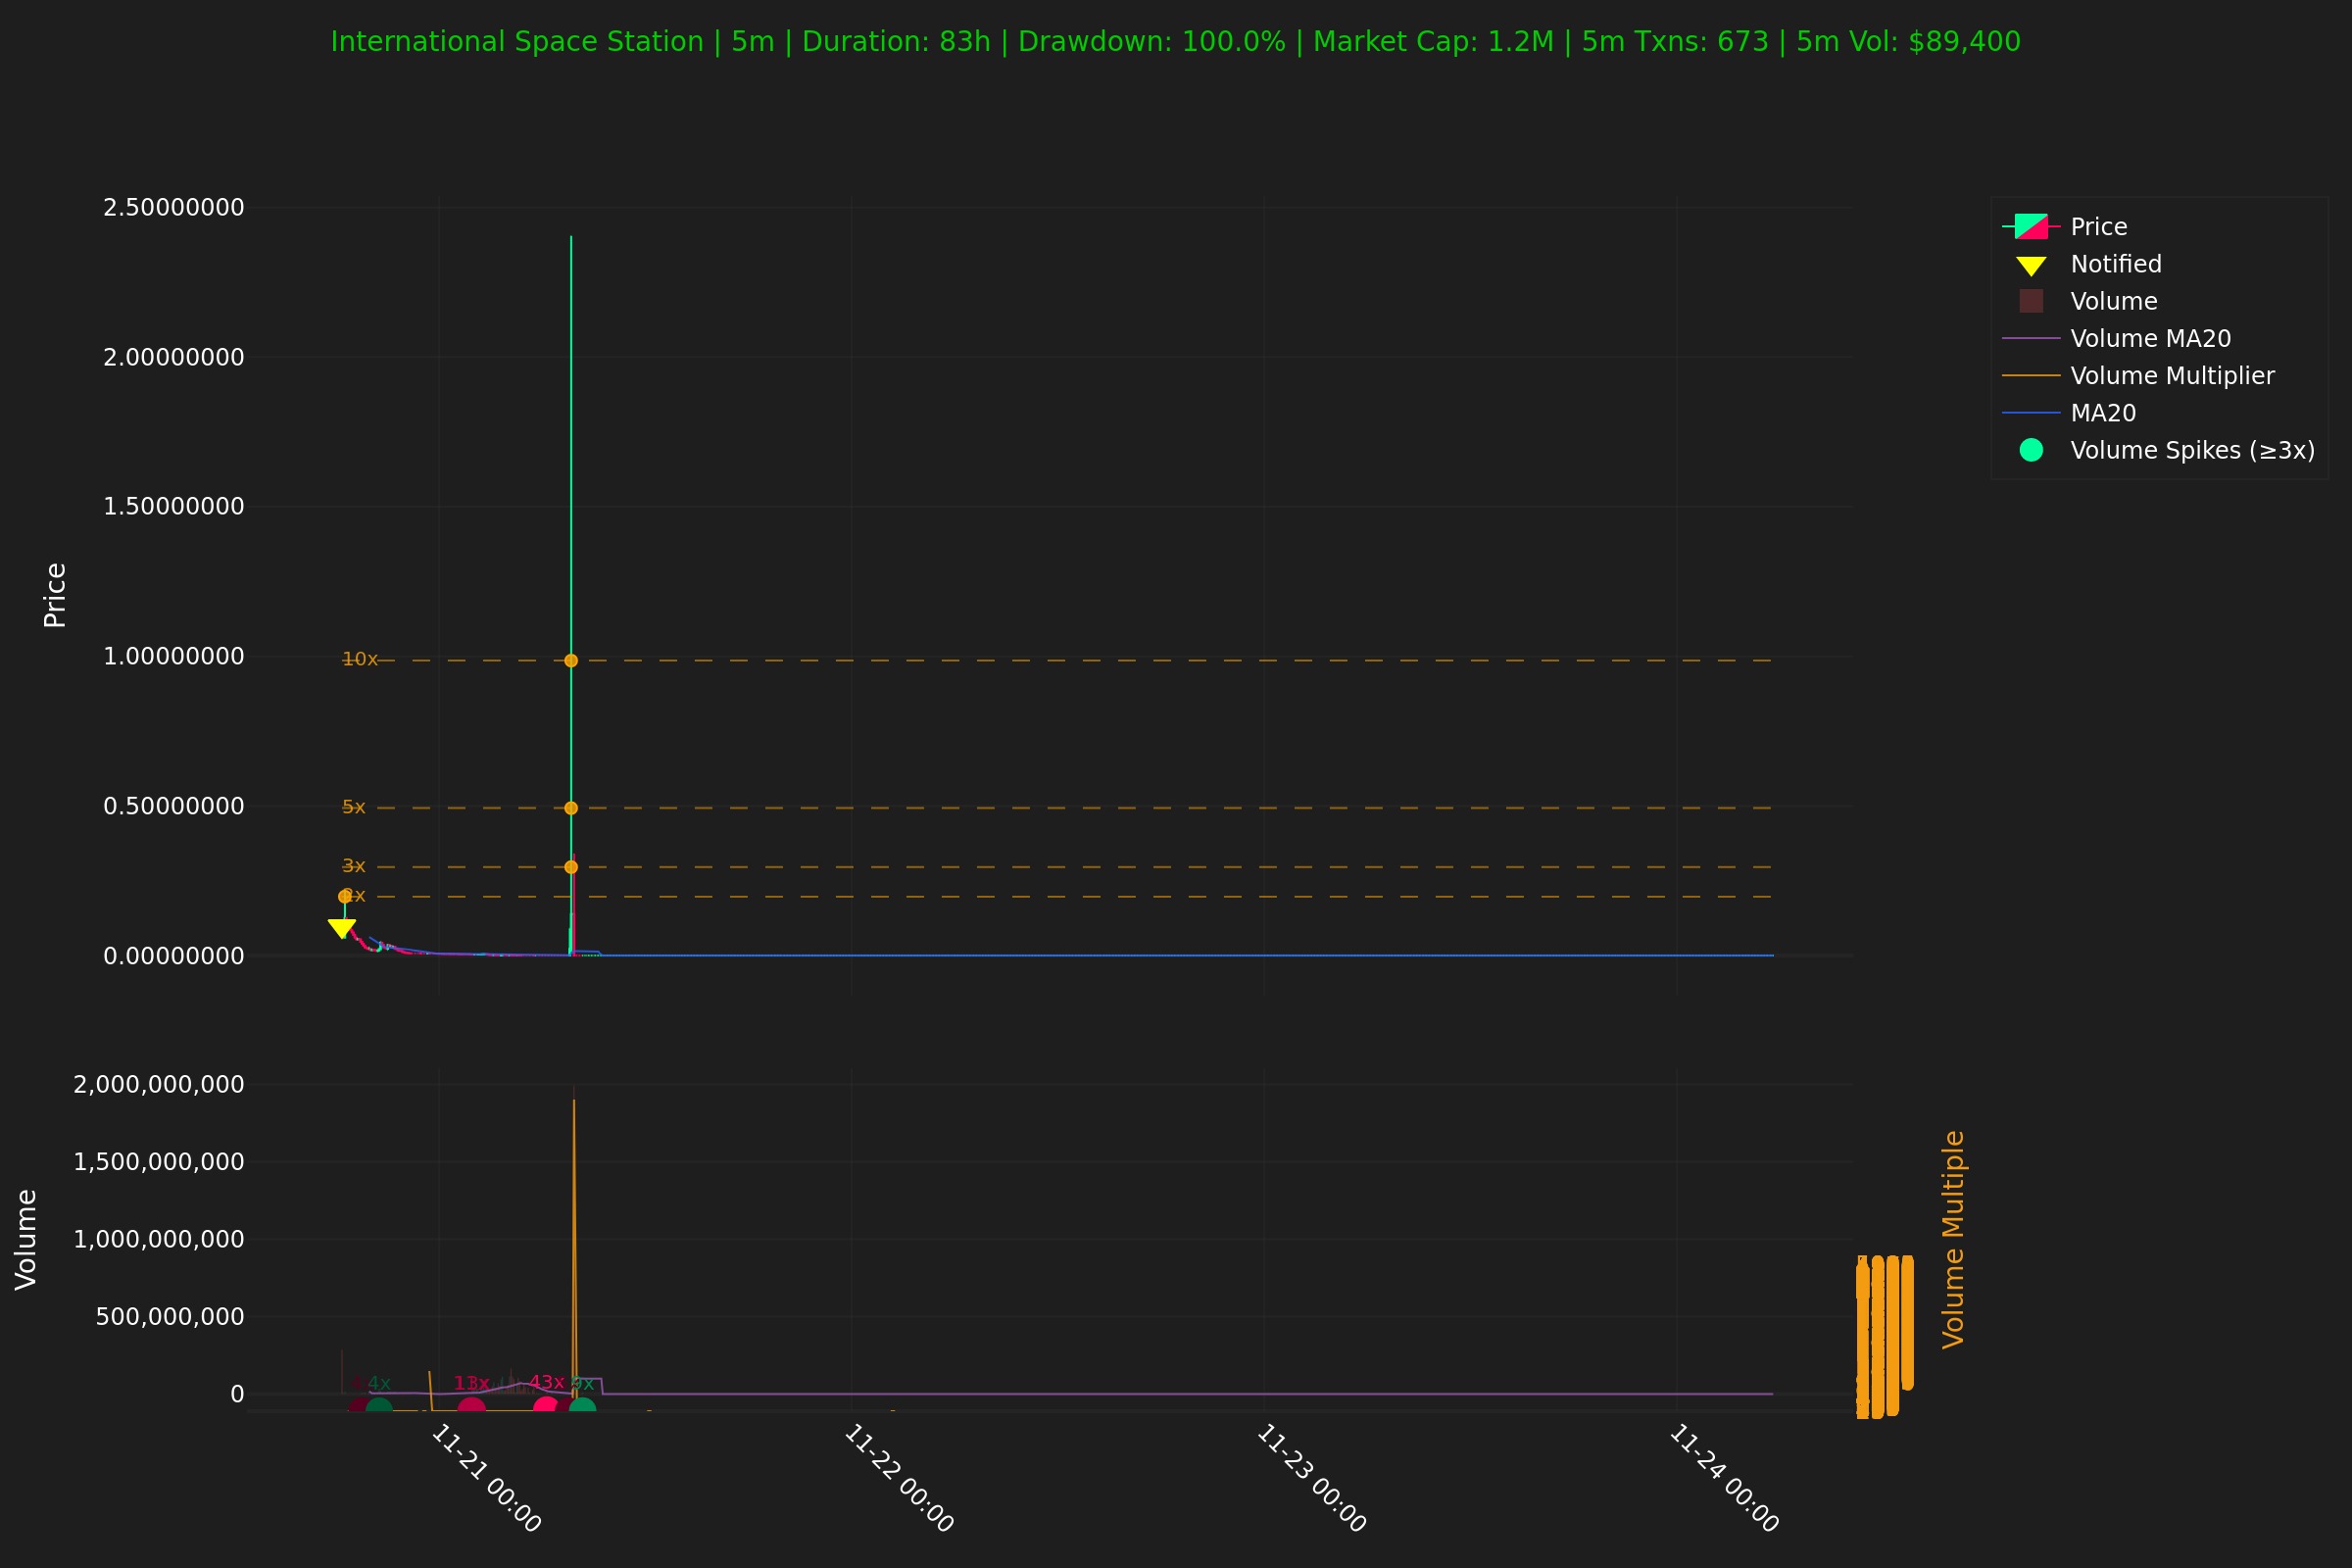 International Space Station | 5m | Duration: 83h | Drawdown: 100.0% | Market Cap: 1.2M | 5m Txns: 673 | 5m Vol: $89,400
Price
2.50000000
2.00000000
1.50000000
1.00000000
0.50000000
0.00000000
10x
5x
3x
2x
Price
Notified
Volume
Volume MA20
Volume Multiplier
MA20
Volume Spikes (≥3x)
Volume
2,000,000,000
1,500,000,000
1,000,000,000
500,000,000
0
4x
13x
43x
9x
Volume Multiple
11-21 00:00
11-22 00:00
11-23 00:00
11-24 00:00